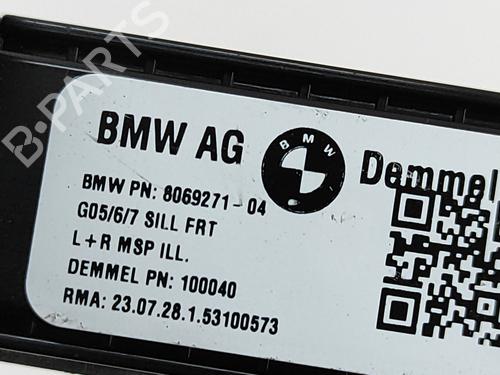 B-PARTS
BMW AG
BMW
Demmel
BMW PN: 8069271-04
G05/6/7 SILL FRT
L+R MSP ILL.
DEMMEL PN: 100040
RMA: 23.07.28.1.53100573